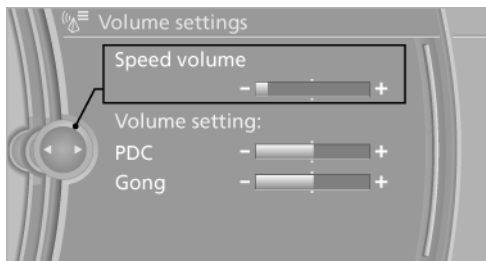 Volume settings
Speed volume
- +
Volume setting:
PDC - +
Gong - +